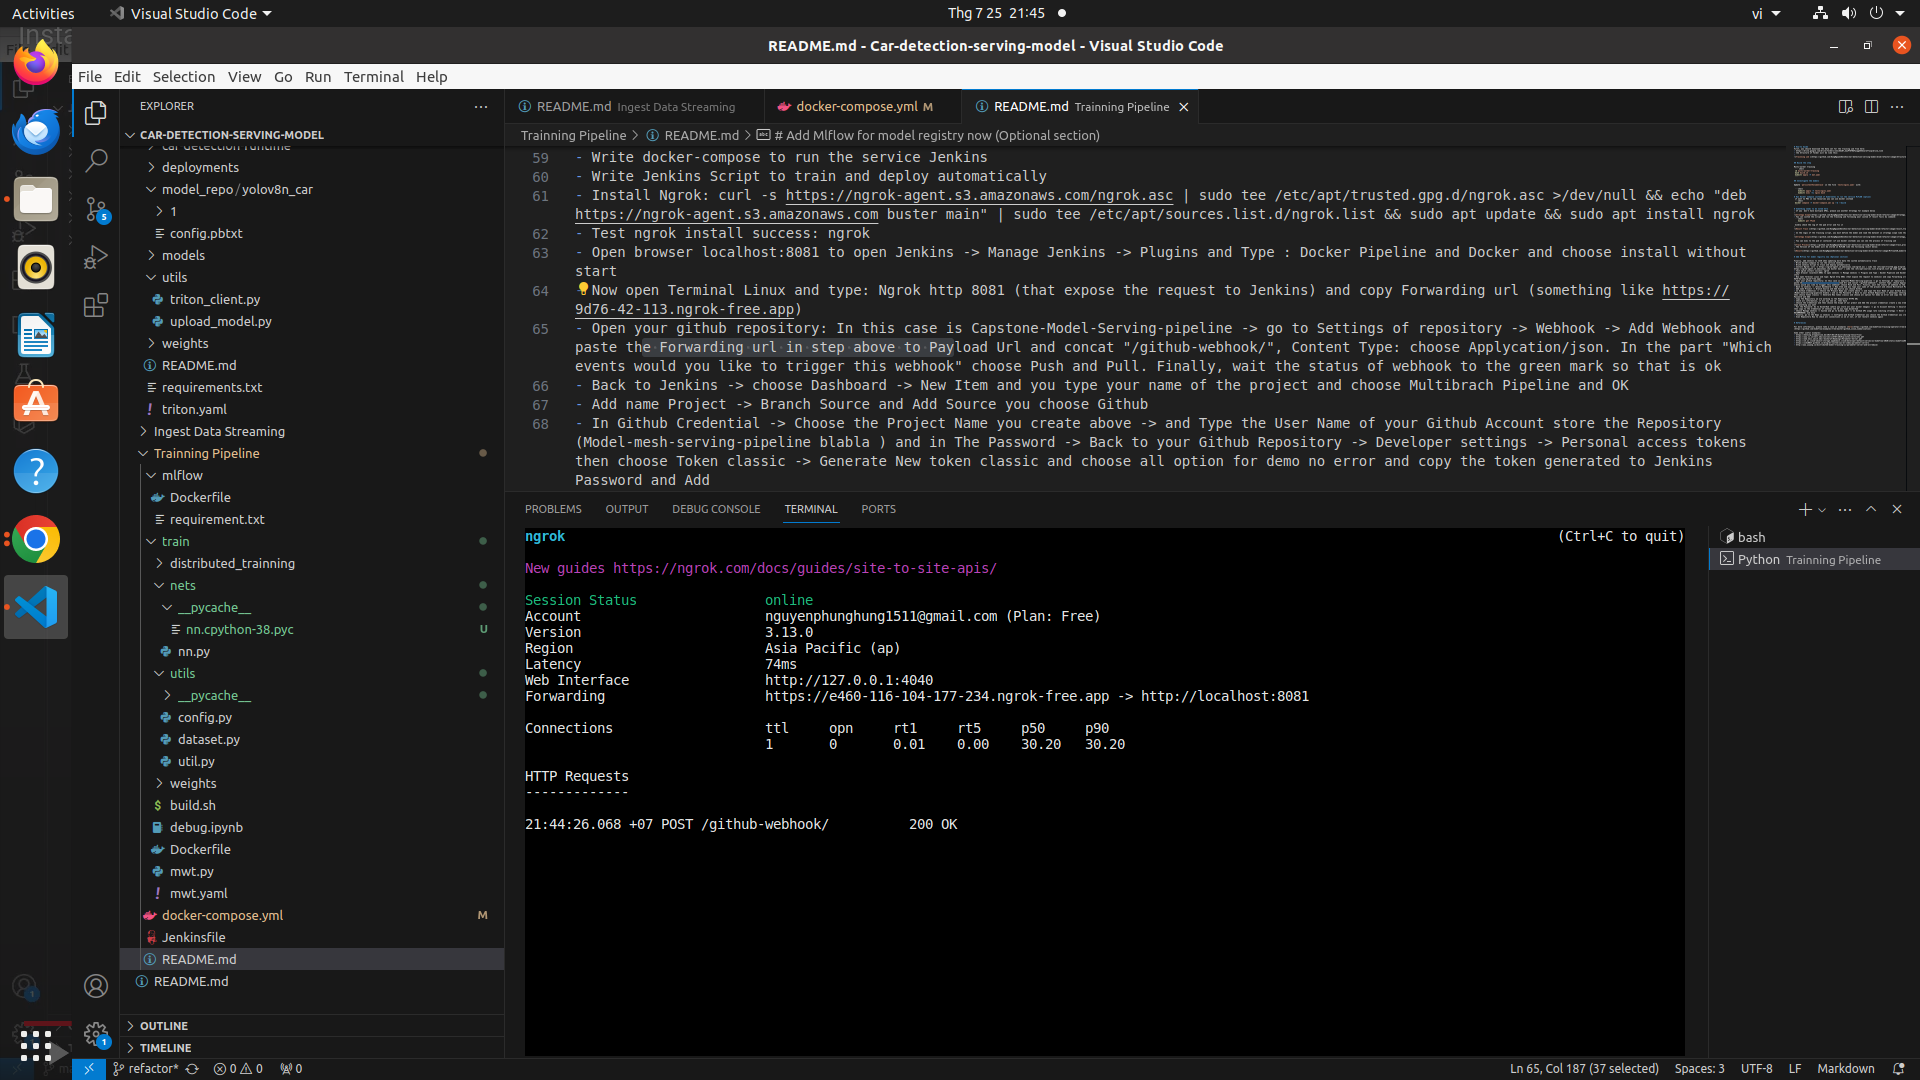 Activities
Visual Studio Code
Thg 7 25 21:45
vi
README.md - Car-detection-serving-model - Visual Studio Code
File Edit Selection View Go Run Terminal Help
EXPLORER
CAR-DETECTION-SERVING-MODEL
car detection runtime
deployments
model_repo/yolov8n_car
1
config.pbtxt
models
utils
triton_client.py
upload_model.py
weights
README.md
requirements.txt
triton.yaml
Ingest Data Streaming
Trainning Pipeline
mlflow
Dockerfile
requirement.txt
train
distributed_trainning
nets
__pycache__
nn.cpython-38.pyc U
nn.py
utils
__pycache__
config.py
dataset.py
util.py
weights
build.sh
debug.ipynb
Dockerfile
mwt.py
mwt.yaml
docker-compose.yml M
Jenkinsfile
README.md
README.md
OUTLINE
TIMELINE
5
1
README.md Ingest Data Streaming
docker-compose.yml M
README.md Trainning Pipeline
Trainning Pipeline > README.md > # Add Mlflow for model registry now (Optional section)
59 - Write docker-compose to run the service Jenkins
60 - Write Jenkins Script to train and deploy automatically
61 - Install Ngrok: curl -s https://ngrok-agent.s3.amazonaws.com/ngrok.asc | sudo tee /etc/apt/trusted.gpg.d/ngrok.asc >/dev/null && echo "deb
https://ngrok-agent.s3.amazonaws.com buster main" | sudo tee /etc/apt/sources.list.d/ngrok.list && sudo apt update && sudo apt install ngrok
62 - Test ngrok install success: ngrok
63 - Open browser localhost:8081 to open Jenkins -> Manage Jenkins -> Plugins and Type : Docker Pipeline and Docker and choose install without
start
64 Now open Terminal Linux and type: Ngrok http 8081 (that expose the request to Jenkins) and copy Forwarding url (something like https://
9d76-42-113.ngrok-free.app)
65 - Open your github repository: In this case is Capstone-Model-Serving-pipeline -> go to Settings of repository -> Webhook -> Add Webhook and
paste the Forwarding url in step above to Payload Url and concat "/github-webhook/", Content Type: choose Applycation/json. In the part "Which
events would you like to trigger this webhook" choose Push and Pull. Finally, wait the status of webhook to the green mark so that is ok
66 - Back to Jenkins -> choose Dashboard -> New Item and you type your name of the project and choose Multibrach Pipeline and OK
67 - Add name Project -> Branch Source and Add Source you choose Github
68 - In Github Credential -> Choose the Project Name you create above -> and Type the User Name of your Github Account store the Repository
(Model-mesh-serving-pipeline blabla ) and in The Password -> Back to your Github Repository -> Developer settings -> Personal access tokens
then choose Token classic -> Generate New token classic and choose all option for demo no error and copy the token generated to Jenkins
Password and Add
PROBLEMS OUTPUT DEBUG CONSOLE TERMINAL PORTS
ngrok (Ctrl+C to quit)
New guides https://ngrok.com/docs/guides/site-to-site-apis/
Session Status online
Account nguyenphunghung1511@gmail.com (Plan: Free)
Version 3.13.0
Region Asia Pacific (ap)
Latency 74ms
Web Interface http://127.0.0.1:4040
Forwarding https://e460-116-104-177-234.ngrok-free.app -> http://localhost:8081
Connections ttl opn rt1 rt5 p50 p90
1 0 0.01 0.00 30.20 30.20
HTTP Requests
-------------
21:44:26.068 +07 POST /github-webhook/ 200 OK
bash
Python Trainning Pipeline
refactor* 0 0 0
Ln 65, Col 187 (37 selected) Spaces: 3 UTF-8 LF Markdown